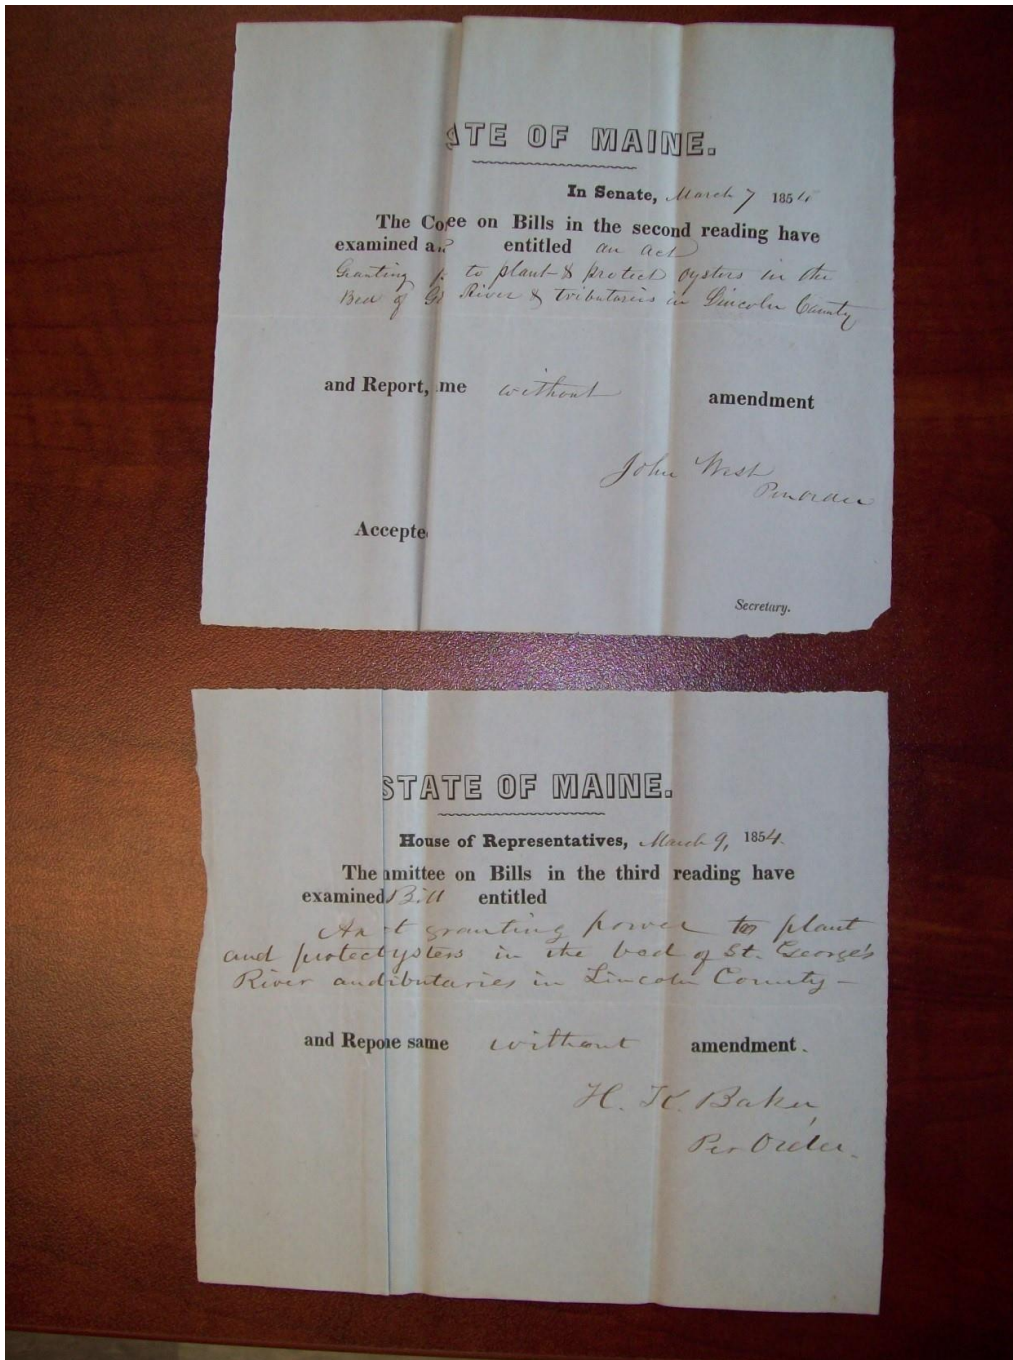 ATE OF MAINE.
In Senate, March 7 1854
The Co ee on Bills in the second reading have
examined a entitled an act
Granting to plant & protect oysters in the
Bed of River & tributaries in Lincoln County
and Report, me without amendment
John West
Per order
Accepte
Secretary.
STATE OF MAINE.
House of Representatives, March 9, 1854.
The mmittee on Bills in the third reading have
examined Bill entitled
An t granting power to plant
and protect ysters in the bed of St. George's
River and ibutaries in Lincoln County —
and Repo e same without amendment.
H. K. Baker,
Per Order.